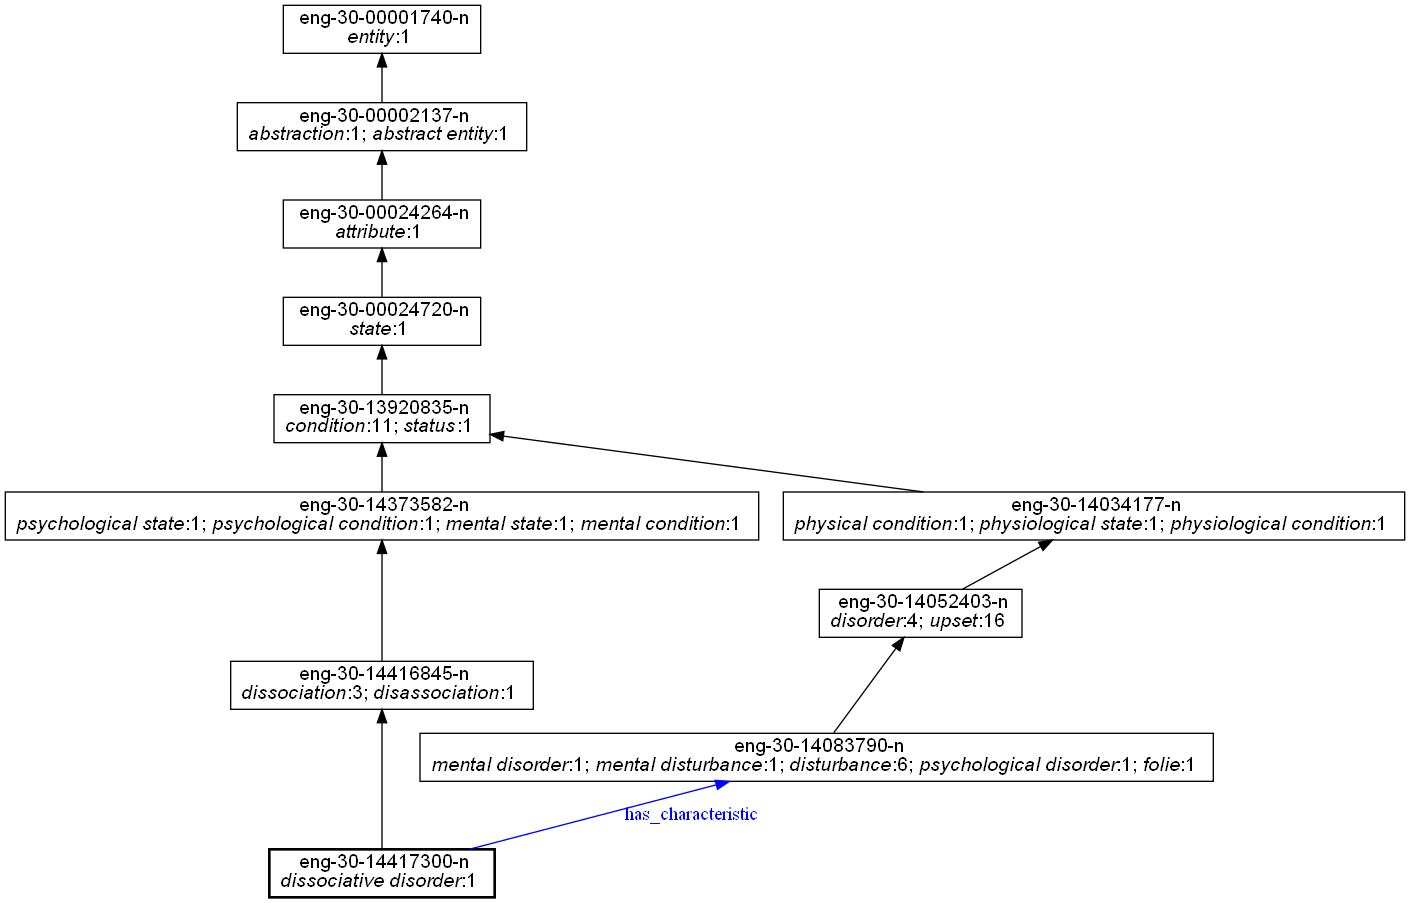 eng-30-00001740-n
entity:1
eng-30-00002137-n
abstraction:1; abstract entity:1
eng-30-00024264-n
attribute:1
eng-30-00024720-n
state:1
eng-30-13920835-n
condition:11; status:1
eng-30-14373582-n
psychological state:1; psychological condition:1; mental state:1; mental condition:1
eng-30-14034177-n
physical condition:1; physiological state:1; physiological condition:1
eng-30-14052403-n
disorder:4; upset:16
eng-30-14416845-n
dissociation:3; disassociation:1
eng-30-14083790-n
mental disorder:1; mental disturbance:1; disturbance:6; psychological disorder:1; folie:1
has_characteristic
eng-30-14417300-n
dissociative disorder:1